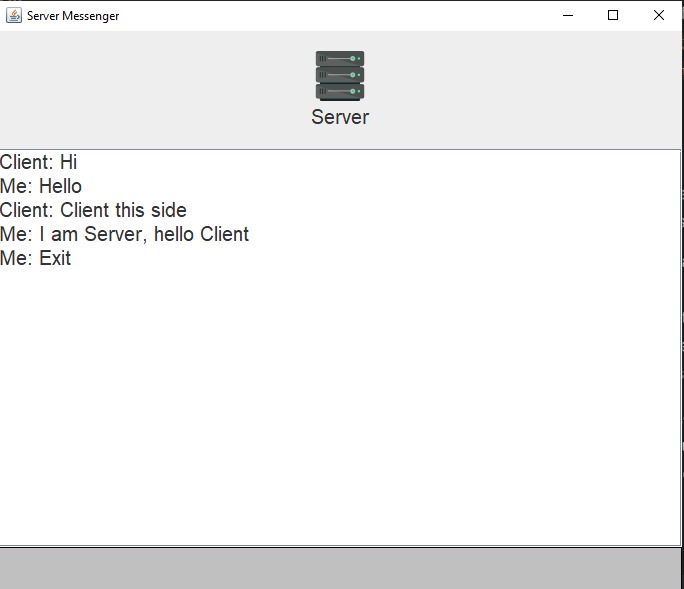 Server Messenger
Server
Client: Hi
Me: Hello
Client: Client this side
Me: I am Server, hello Client
Me: Exit